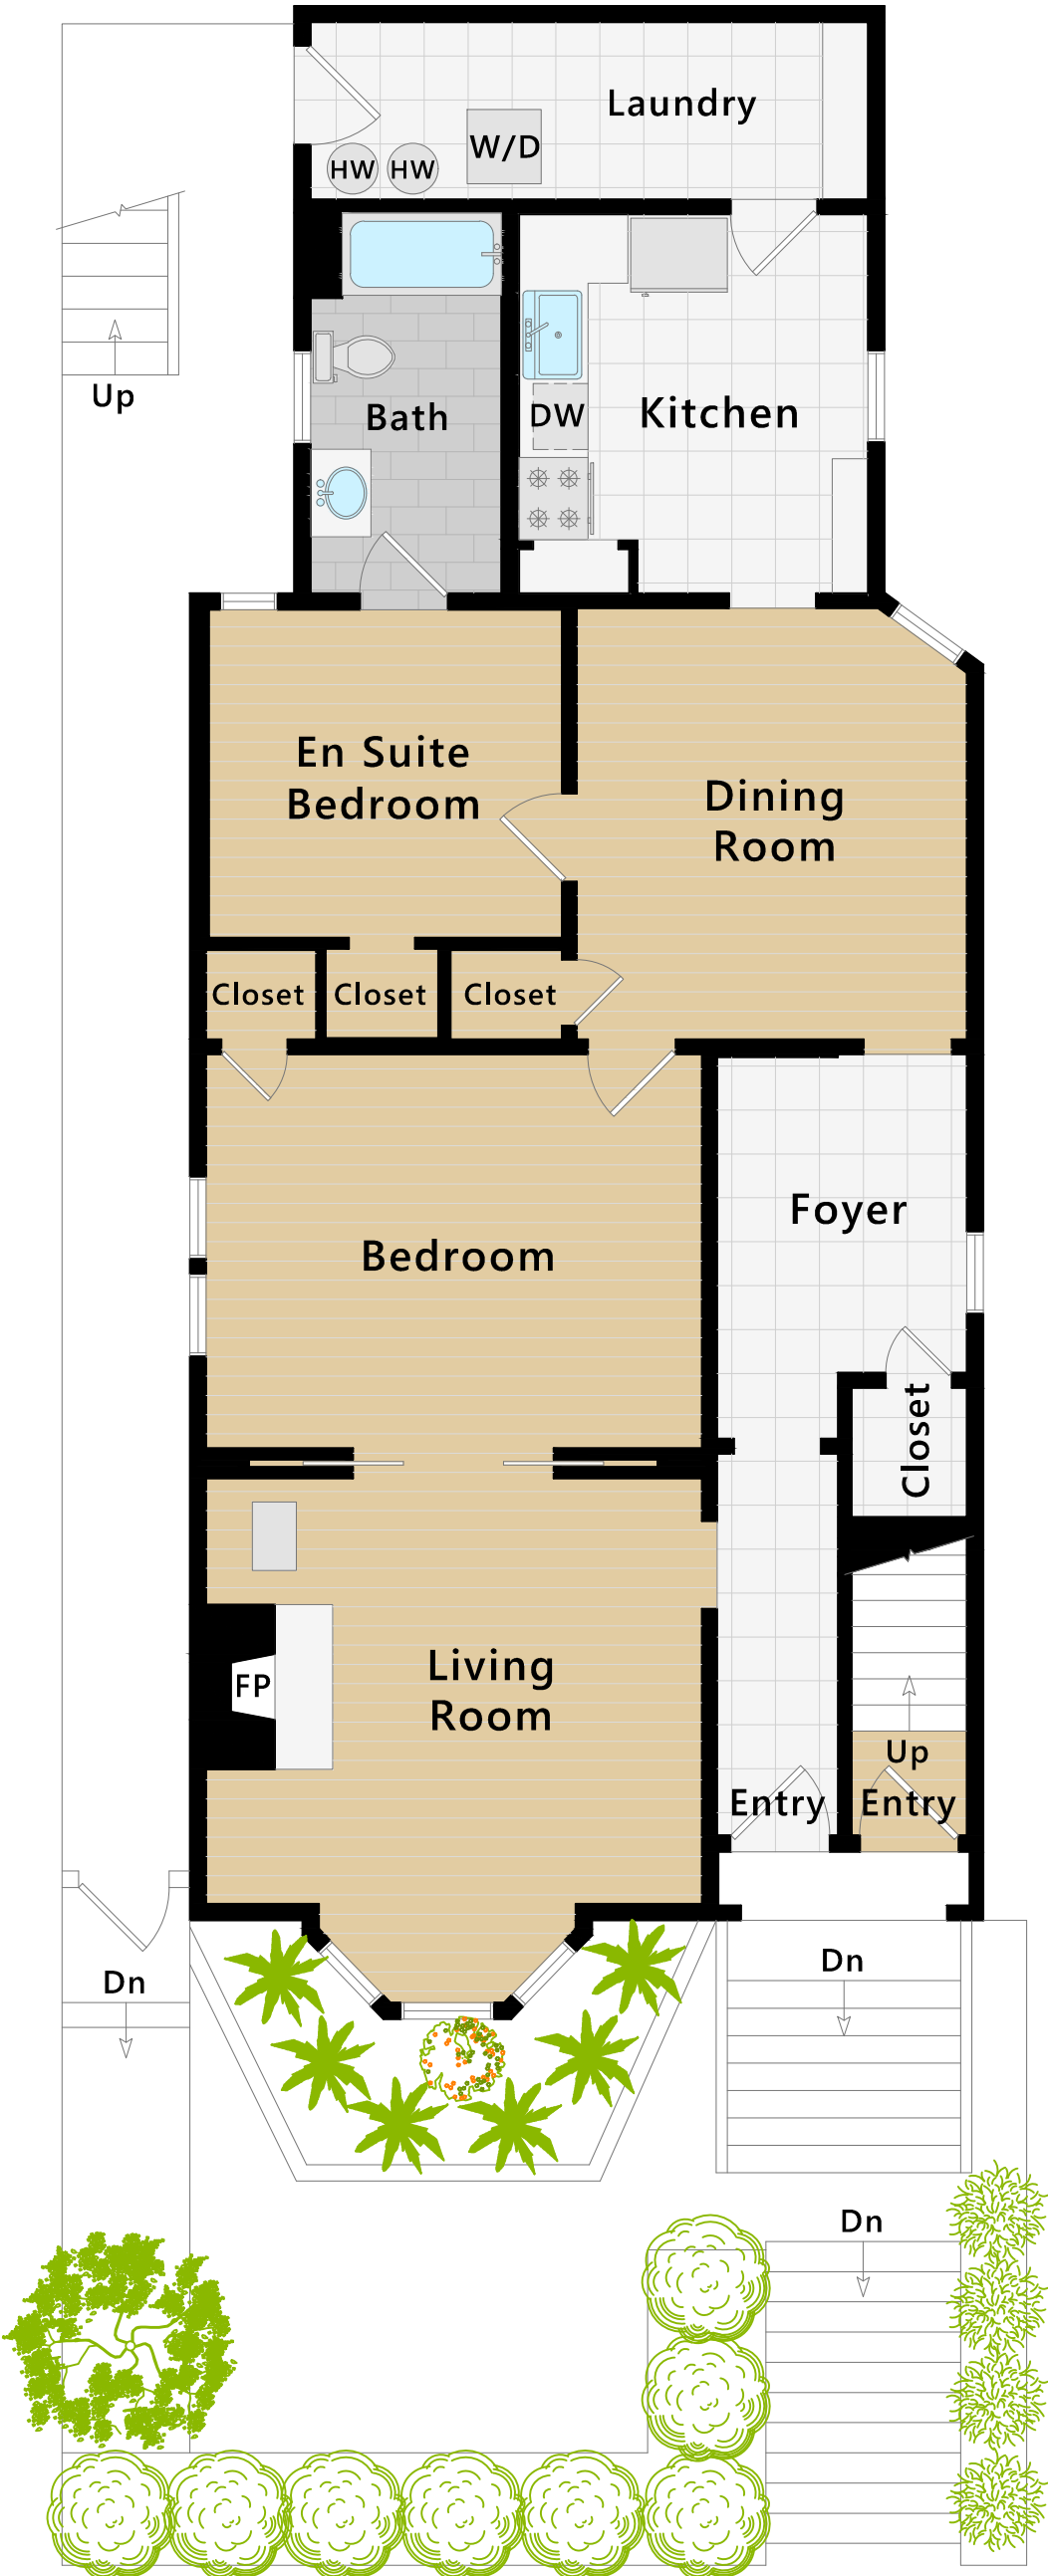 Laundry
W/D
HW
HW
Up
Bath
DW
Kitchen
En Suite
Bedroom
Dining
Room
Closet
Closet
Closet
Foyer
Bedroom
Closet
Living
Room
FP
Up
Entry
Entry
Dn
Dn
Dn